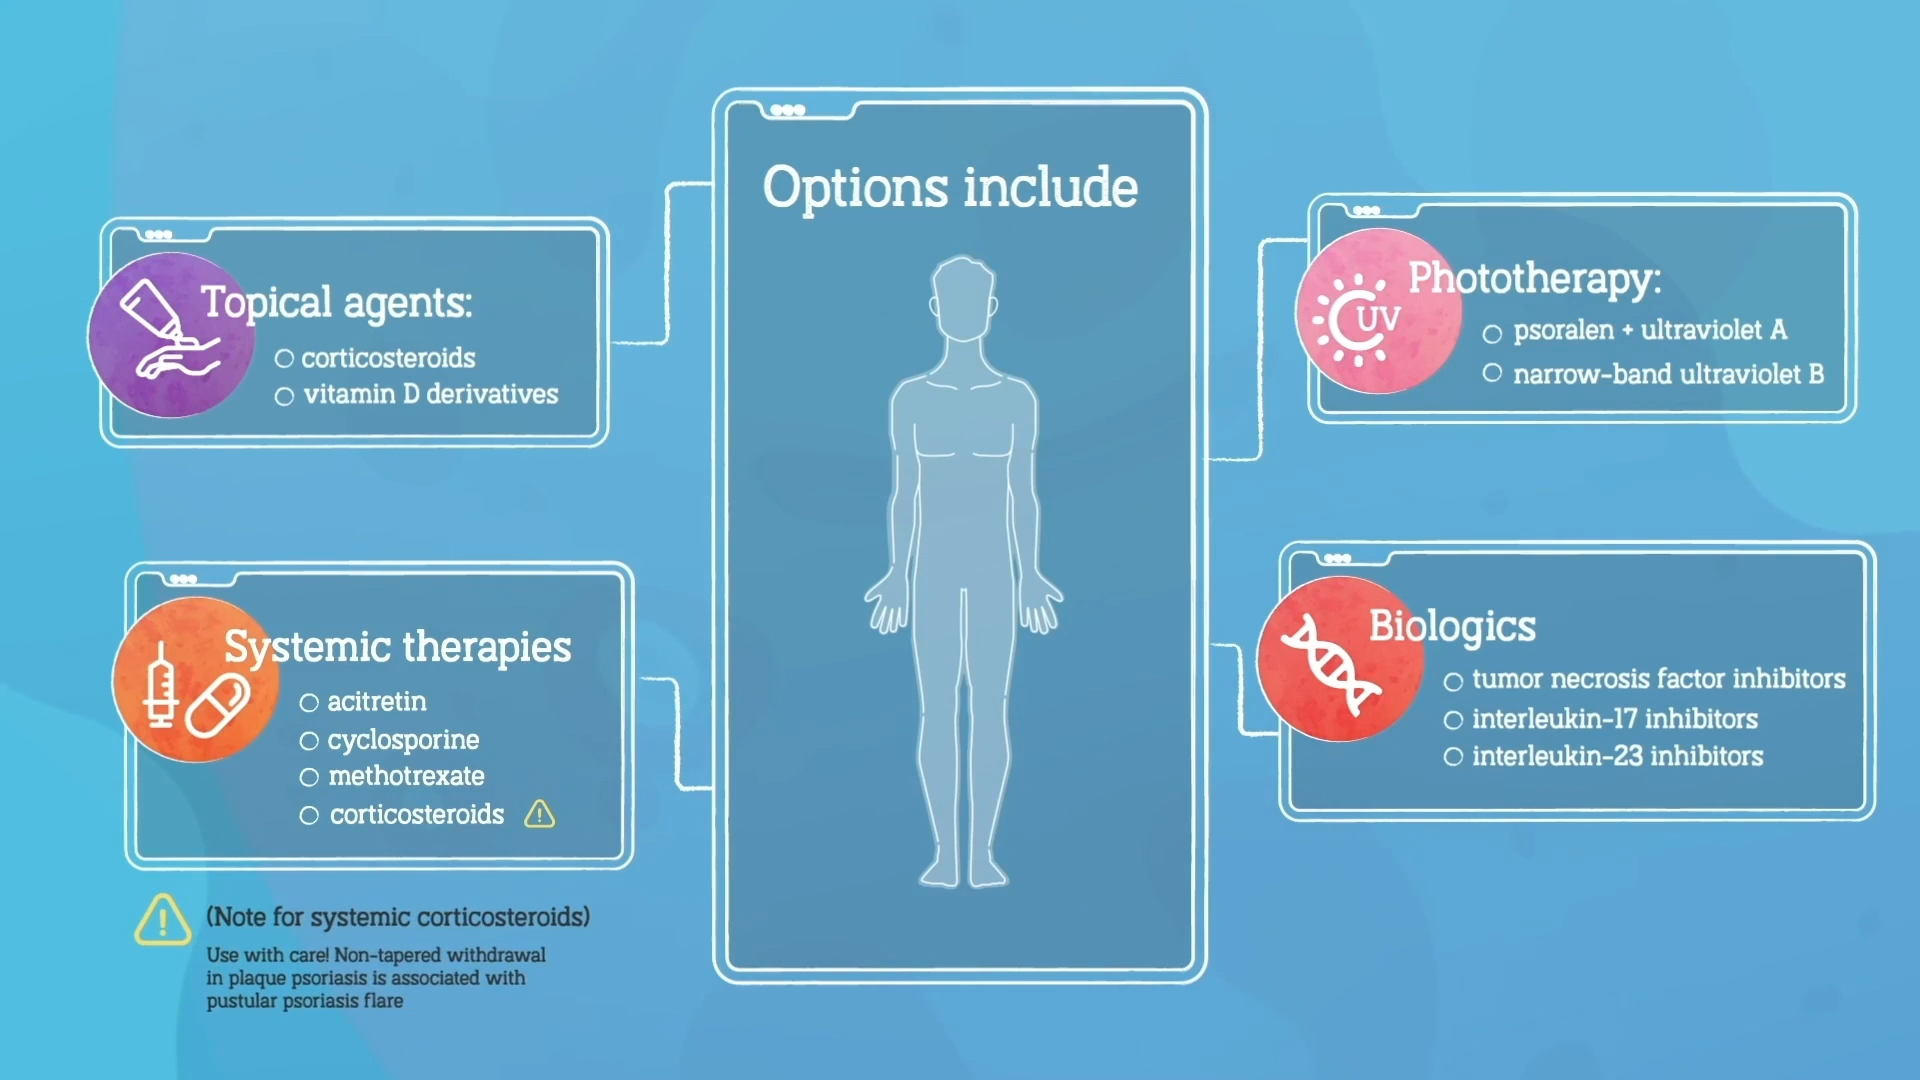 Options include
Topical agents:
corticosteroids
vitamin D derivatives
Systemic therapies
acitretin
cyclosporine
methotrexate
corticosteroids
(Note for systemic corticosteroids)
Use with care! Non-tapered withdrawal
in plaque psoriasis is associated with
pustular psoriasis flare
Phototherapy:
UV
psoralen + ultraviolet A
narrow-band ultraviolet B
Biologics
tumor necrosis factor inhibitors
interleukin-17 inhibitors
interleukin-23 inhibitors